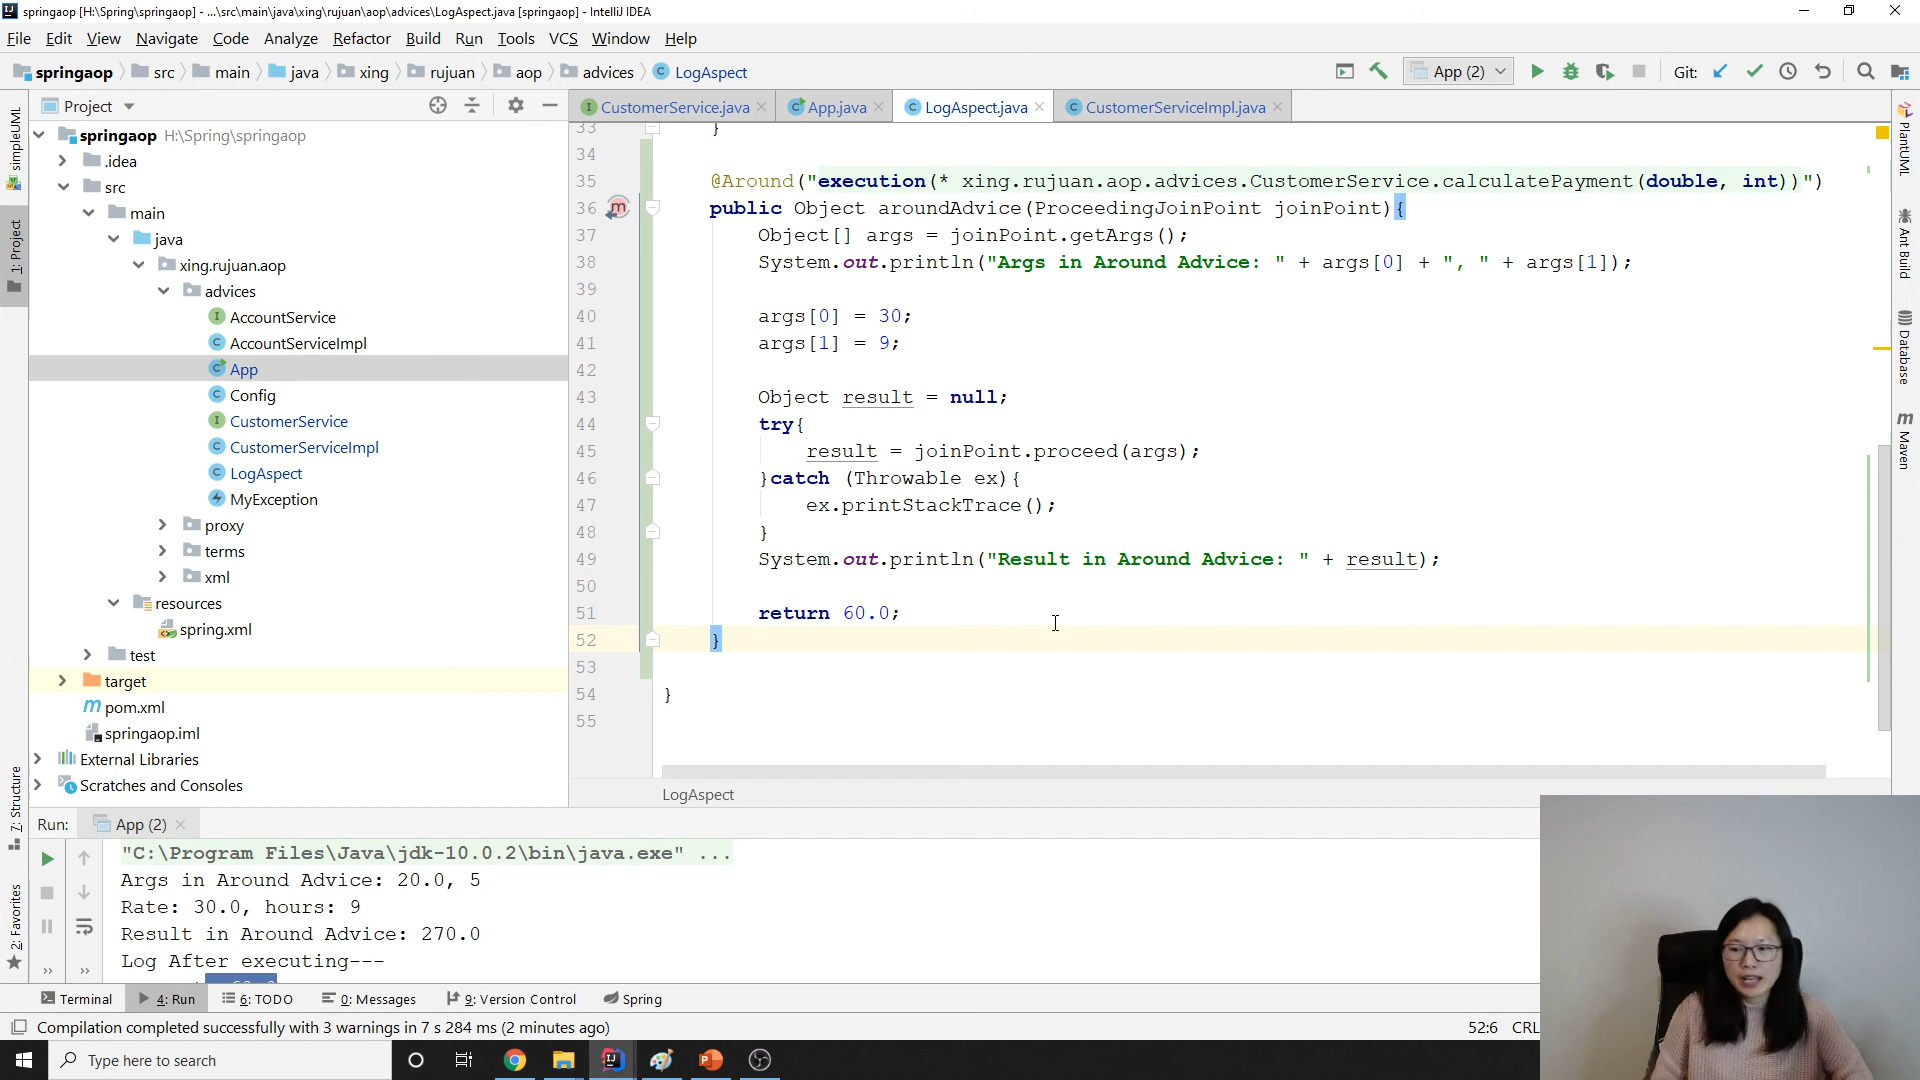 springaop [H:\Spring\springaop] - ...\src\main\java\xing\rujuan\aop\advices\LogAspect.java [springaop] - IntelliJ IDEA
File Edit View Navigate Code Analyze Refactor Build Run Tools VCS Window Help
springaop src main java xing rujuan aop advices LogAspect App (2) Git:
Project CustomerService.java App.java LogAspect.java CustomerServiceImpl.java
simpleUML
1: Project
7: Structure
2: Favorites
springaop H:\Spring\springaop
.idea
src
main
java
xing.rujuan.aop
advices
AccountService
AccountServiceImpl
App
Config
CustomerService
CustomerServiceImpl
LogAspect
MyException
proxy
terms
xml
resources
spring.xml
test
target
pom.xml
springaop.iml
External Libraries
Scratches and Consoles
33 }
34
35 @Around("execution(* xing.rujuan.aop.advices.CustomerService.calculatePayment(double, int))")
36 public Object aroundAdvice(ProceedingJoinPoint joinPoint){
37 Object[] args = joinPoint.getArgs();
38 System.out.println("Args in Around Advice: " + args[0] + ", " + args[1]);
39
40 args[0] = 30;
41 args[1] = 9;
42
43 Object result = null;
44 try{
45 result = joinPoint.proceed(args);
46 }catch (Throwable ex){
47 ex.printStackTrace();
48 }
49 System.out.println("Result in Around Advice: " + result);
50
51 return 60.0;
52 }
53
54 }
55
LogAspect
PlantUML
Ant Build
Database
Maven
Run: App (2)
"C:\Program Files\Java\jdk-10.0.2\bin\java.exe" ...
Args in Around Advice: 20.0, 5
Rate: 30.0, hours: 9
Result in Around Advice: 270.0
Log After executing---
Terminal 4: Run 6: TODO 0: Messages 9: Version Control Spring
Compilation completed successfully with 3 warnings in 7 s 284 ms (2 minutes ago) 52:6 CRL
Type here to search